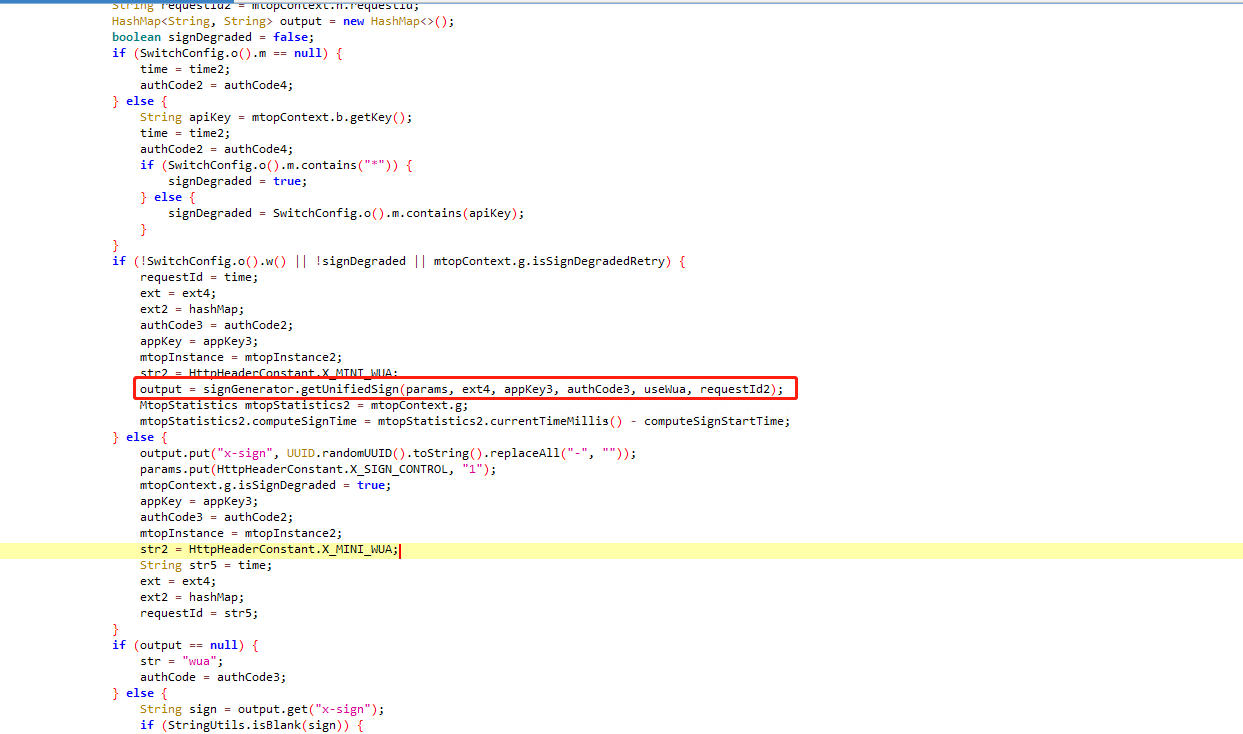 String requestId2 = mtopContext.h.requestId;
HashMap<String, String> output = new HashMap<>();
boolean signDegraded = false;
if (SwitchConfig.o().m == null) {
time = time2;
authCode2 = authCode4;
} else {
String apiKey = mtopContext.b.getKey();
time = time2;
authCode2 = authCode4;
if (SwitchConfig.o().m.contains("*")) {
signDegraded = true;
} else {
signDegraded = SwitchConfig.o().m.contains(apiKey);
}
}
if (!SwitchConfig.o().w() || !signDegraded || mtopContext.g.isSignDegradedRetry) {
requestId = time;
ext = ext4;
ext2 = hashMap;
authCode3 = authCode2;
appKey = appKey3;
mtopInstance = mtopInstance2;
str2 = HttpHeaderConstant.X_MINI_WUA;
output = signGenerator.getUnifiedSign(params, ext4, appKey3, authCode3, useWua, requestId2);
MtopStatistics mtopStatistics2 = mtopContext.g;
mtopStatistics2.computeSignTime = mtopStatistics2.currentTimeMillis() - computeSignStartTime;
} else {
output.put("x-sign", UUID.randomUUID().toString().replaceAll("-", ""));
params.put(HttpHeaderConstant.X_SIGN_CONTROL, "1");
mtopContext.g.isSignDegraded = true;
appKey = appKey3;
authCode3 = authCode2;
mtopInstance = mtopInstance2;
str2 = HttpHeaderConstant.X_MINI_WUA;
String str5 = time;
ext = ext4;
ext2 = hashMap;
requestId = str5;
}
if (output == null) {
str = "wua";
authCode = authCode3;
} else {
String sign = output.get("x-sign");
if (StringUtils.isBlank(sign)) {